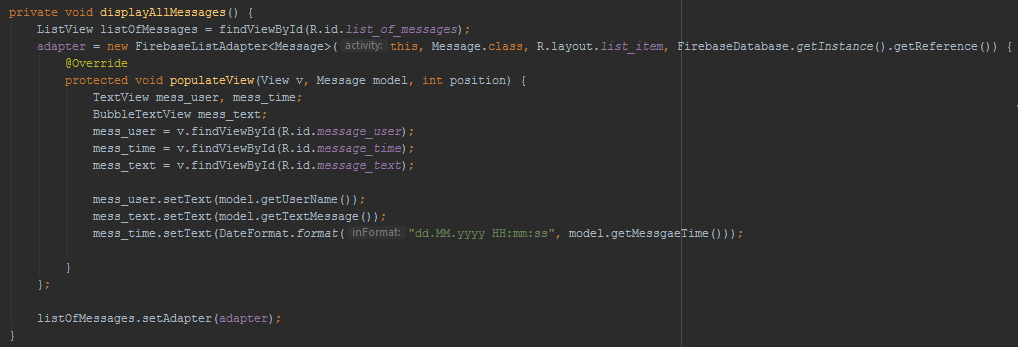 private void displayAllMessages() {
ListView listOfMessages = findViewById(R.id.list_of_messages);
adapter = new FirebaseListAdapter<Message>( activity: this, Message.class, R.layout.list_item, FirebaseDatabase.getInstance().getReference()) {
@Override
protected void populateView(View v, Message model, int position) {
TextView mess_user, mess_time;
BubbleTextView mess_text;
mess_user = v.findViewById(R.id.message_user);
mess_time = v.findViewById(R.id.message_time);
mess_text = v.findViewById(R.id.message_text);
mess_user.setText(model.getUserName());
mess_text.setText(model.getTextMessage());
mess_time.setText(DateFormat.format( inFormat: "dd.MM.yyyy HH:mm:ss", model.getMessgaeTime()));
}
};
listOfMessages.setAdapter(adapter);
}